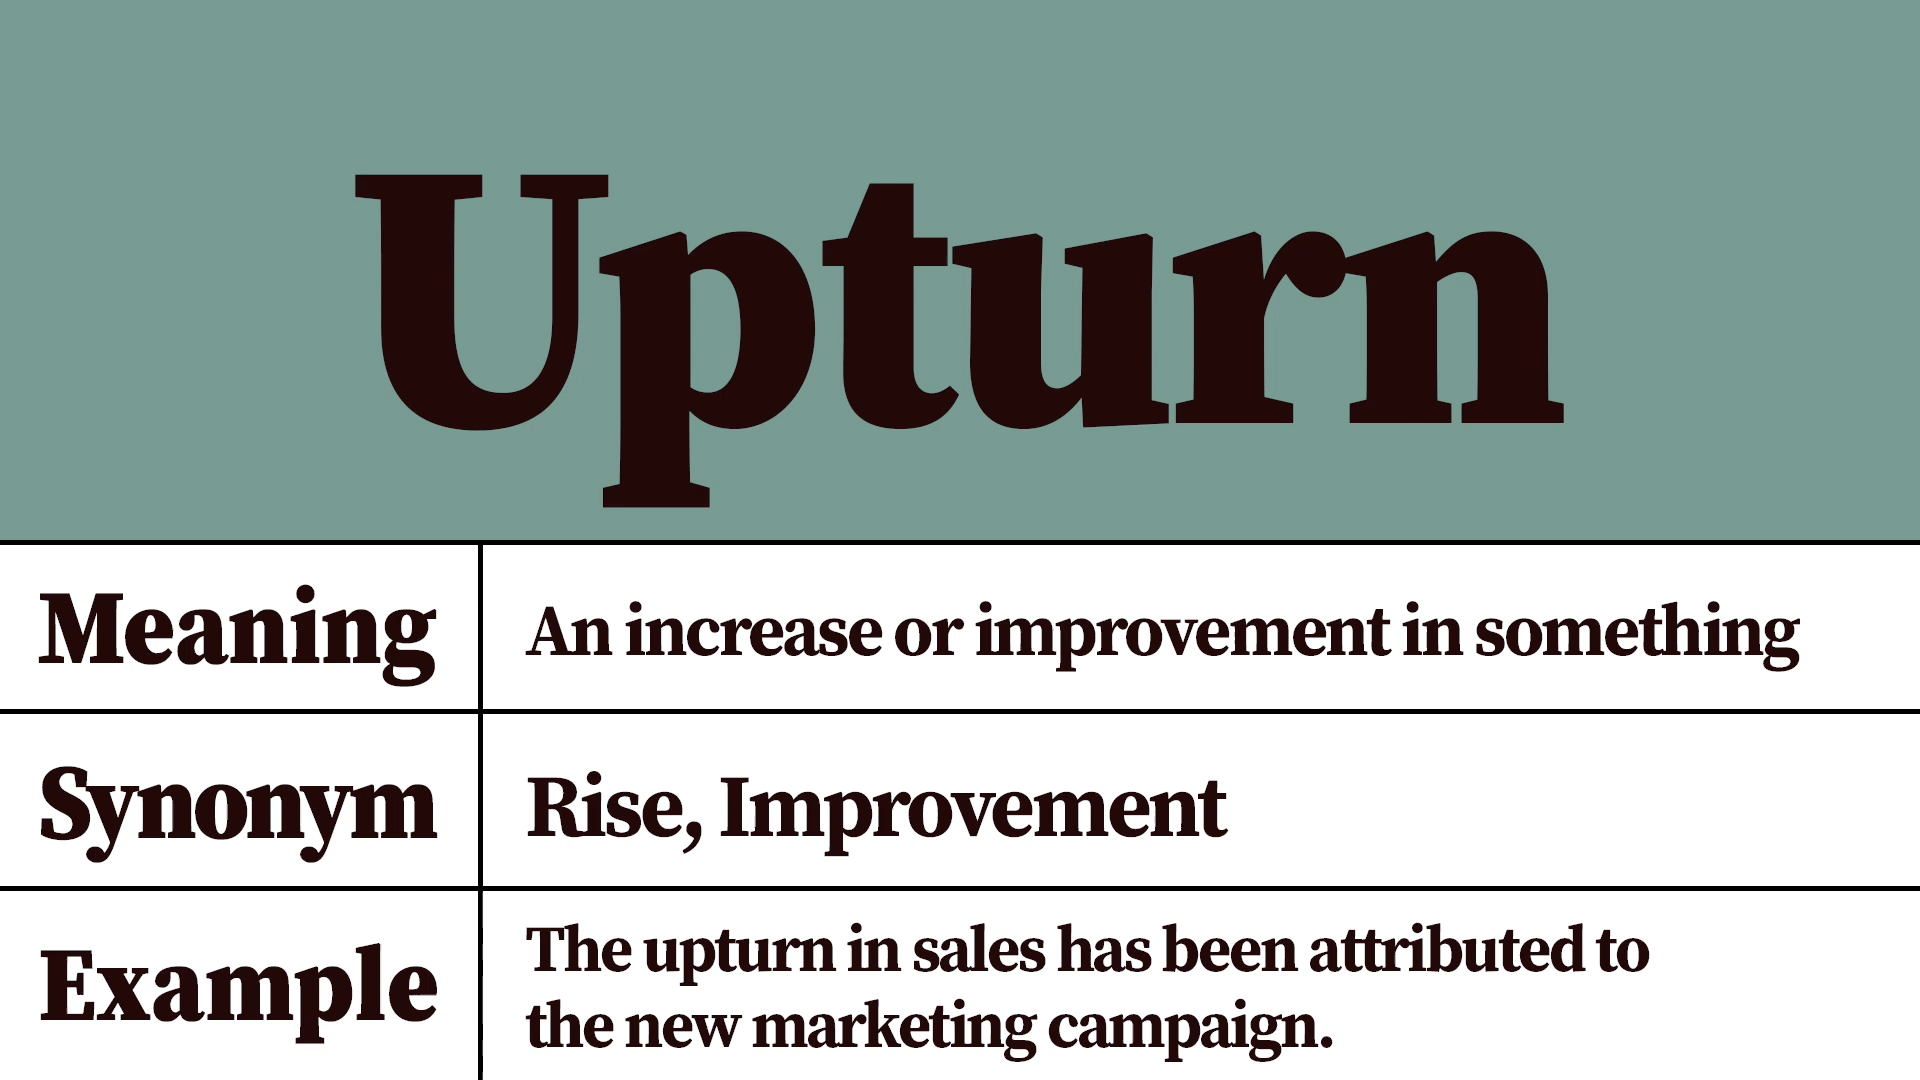 Upturn
Meaning
An increase or improvement in something
Synonym
Rise, Improvement
Example
The upturn in sales has been attributed to
the new marketing campaign.